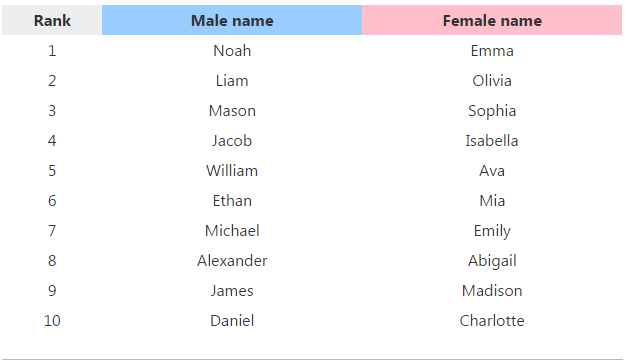 Rank Male name Female name
1 Noah Emma
2 Liam Olivia
3 Mason Sophia
4 Jacob Isabella
5 William Ava
6 Ethan Mia
7 Michael Emily
8 Alexander Abigail
9 James Madison
10 Daniel Charlotte